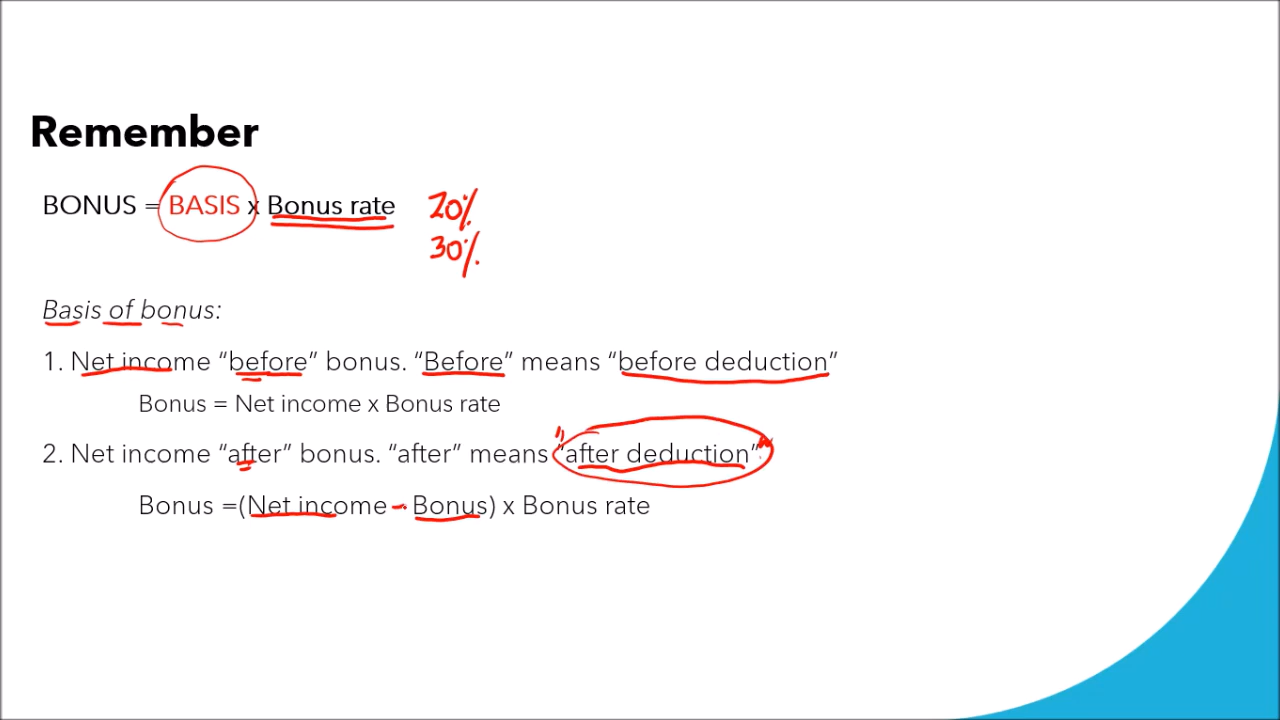 Remember
BONUS = BASIS x Bonus rate 20%
30%
Basis of bonus:
1. Net income “before” bonus. “Before” means “before deduction”
Bonus = Net income x Bonus rate
2. Net income “after” bonus. “after” means “after deduction”.
Bonus =(Net income - Bonus) x Bonus rate